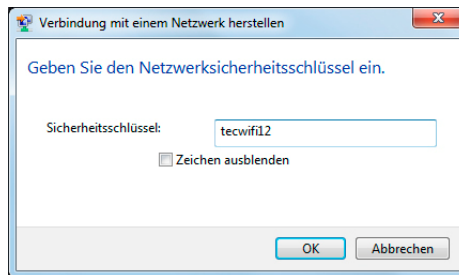 Verbindung mit einem Netzwerk herstellen
Geben Sie den Netzwerksicherheitsschlüssel ein.
Sicherheitsschlüssel: tecwifi12
Zeichen ausblenden
OK Abbrechen